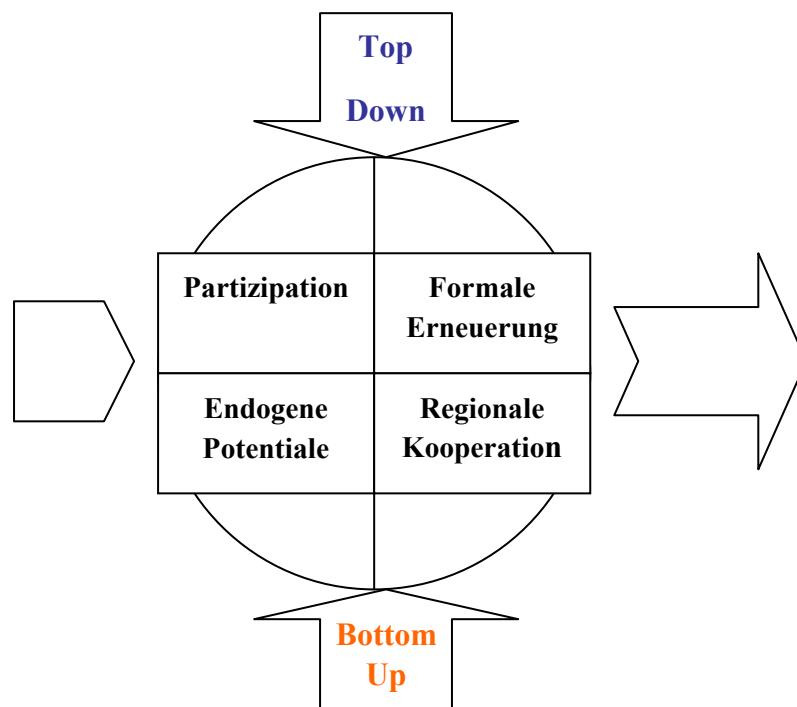 Top
Down
Partizipation
Formale
Erneuerung
Endogene
Potentiale
Regionale
Kooperation
Bottom
Up